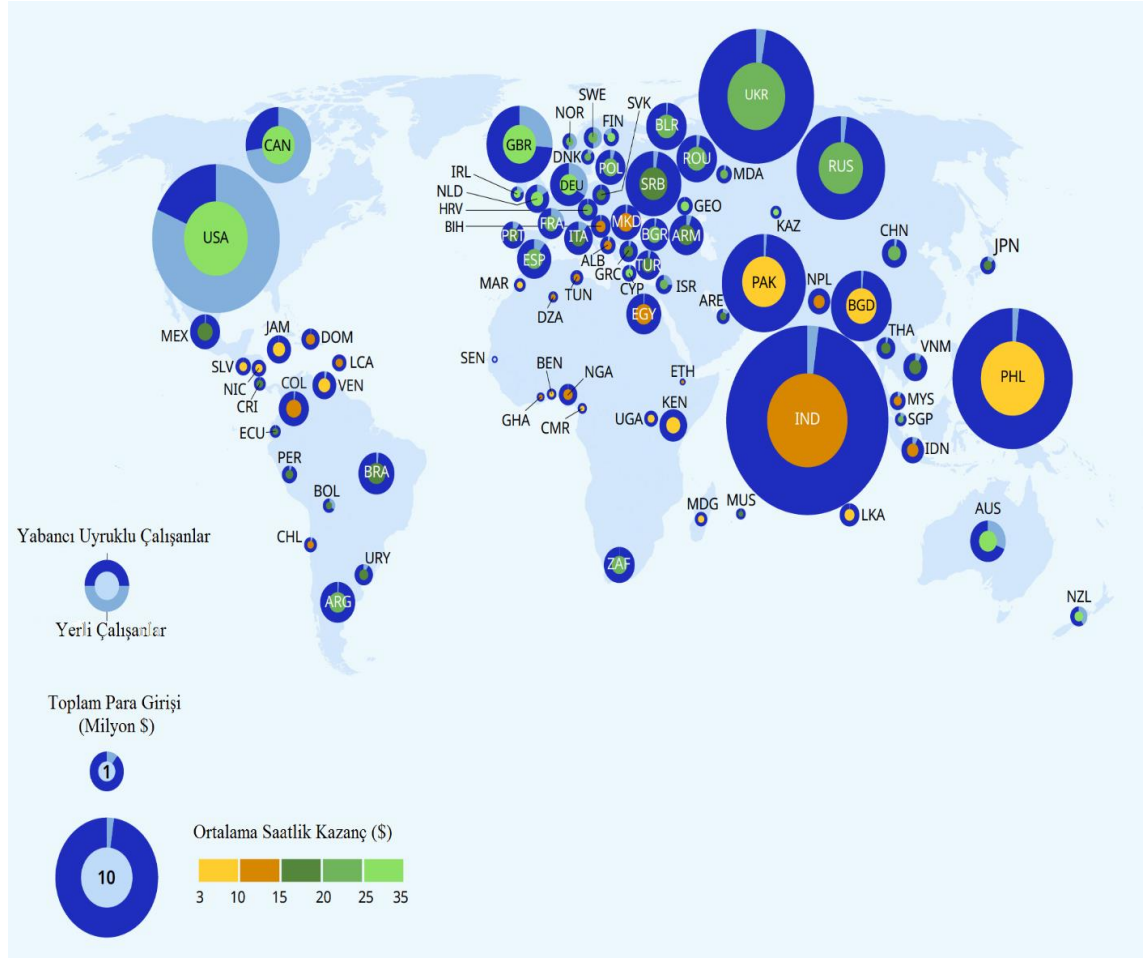 UKR
SWE
SVK
NOR
FIN
BLR
CAN
GBR
DNK
POL
ROU
RUS
IRL
DEU
SRB
MDA
NLD
HRV
GEO
BIH
FRA
MKD
KAZ
USA
PRT
ITA
BGR
ARM
CHN
JPN
ESP
ALB
GRC
TUR
MAR
TUN
CYP
ISR
PAK
NPL
BGD
DZA
EGY
ARE
MEX
JAM
DOM
THA
VNM
SLV
LCA
SEN
BEN
NGA
ETH
PHL
NIC
COL
VEN
CRI
GHA
CMR
UGA
KEN
IND
MYS
SGP
ECU
IDN
PER
BRA
BOL
MDG
MUS
LKA
AUS
CHL
URY
ZAF
ARG
NZL
Yabancı Uyruklu Çalışanlar
Yerli Çalışanlar
Toplam Para Girişi
(Milyon $)
1
10
Ortalama Saatlik Kazanç ($)
3 10 15 20 25 35